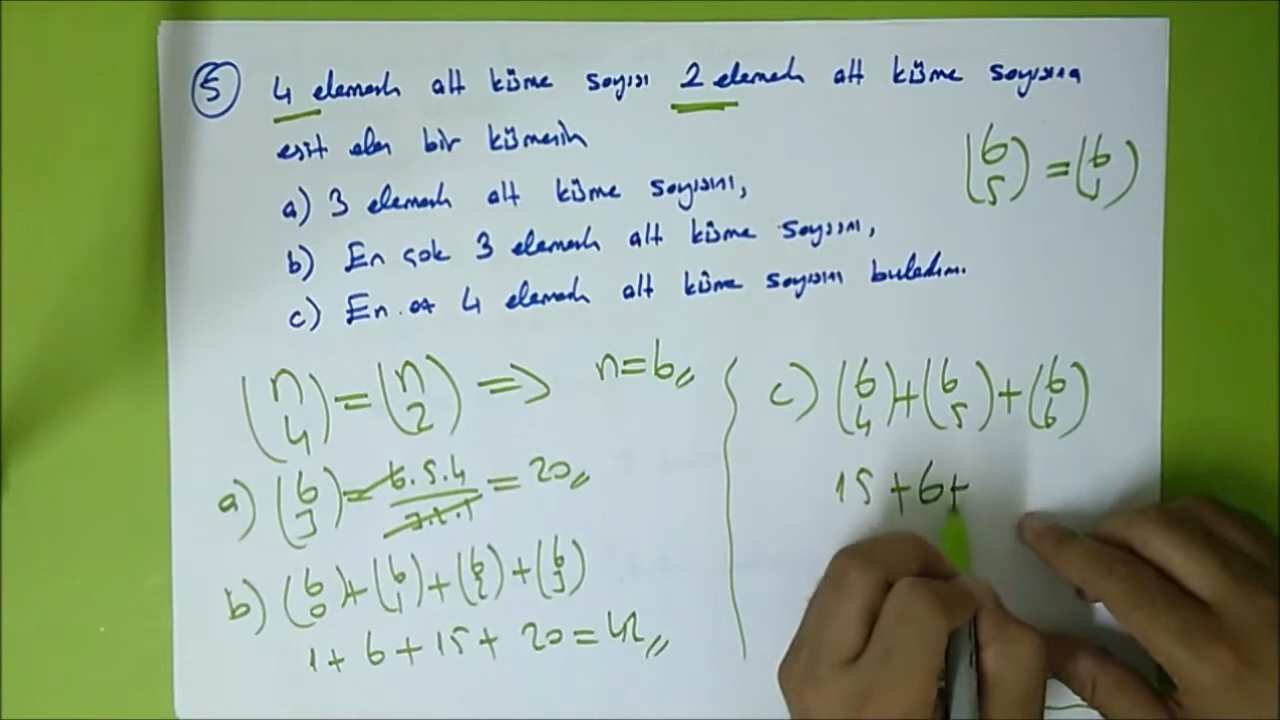 5 4 elemanlı alt küme sayısı 2 elemanlı alt küme sayısına
eşit olan bir kümenin
a) 3 elemanlı alt küme sayısını,
b) En çok 3 elemanlı alt küme sayısını,
c) En az 4 elemanlı alt küme sayısını bulalım.
(6 5) = (6 1)
(n 4) = (n 2) => n=6
a) (6 3) = 6.5.4 / 3.2.1 = 20
b) (6 0) + (6 1) + (6 2) + (6 3)
1 + 6 + 15 + 20 = 42
c) (6 4) + (6 5) + (6 6)
15 + 6 +